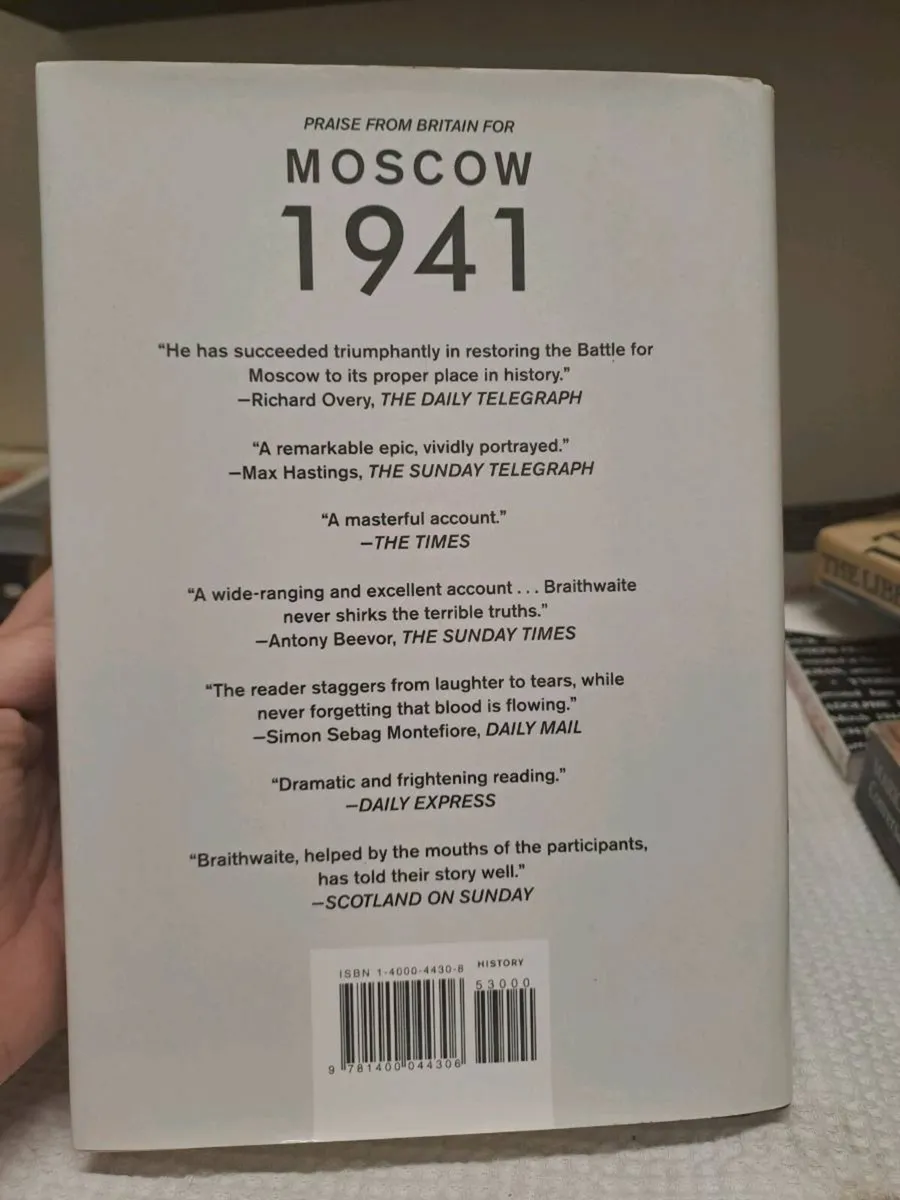 PRAISE FROM BRITAIN FOR
MOSCOW
1941
“He has succeeded triumphantly in restoring the Battle for
Moscow to its proper place in history.”
—Richard Overy, THE DAILY TELEGRAPH
“A remarkable epic, vividly portrayed.”
—Max Hastings, THE SUNDAY TELEGRAPH
“A masterful account.”
—THE TIMES
“A wide-ranging and excellent account . . . Braithwaite
never shirks the terrible truths.”
—Antony Beevor, THE SUNDAY TIMES
“The reader staggers from laughter to tears, while
never forgetting that blood is flowing.”
—Simon Sebag Montefiore, DAILY MAIL
“Dramatic and frightening reading.”
—DAILY EXPRESS
“Braithwaite, helped by the mouths of the participants,
has told their story well.”
—SCOTLAND ON SUNDAY
ISBN 1-4000-4430-8
HISTORY
53000
9 781400 044306
THE